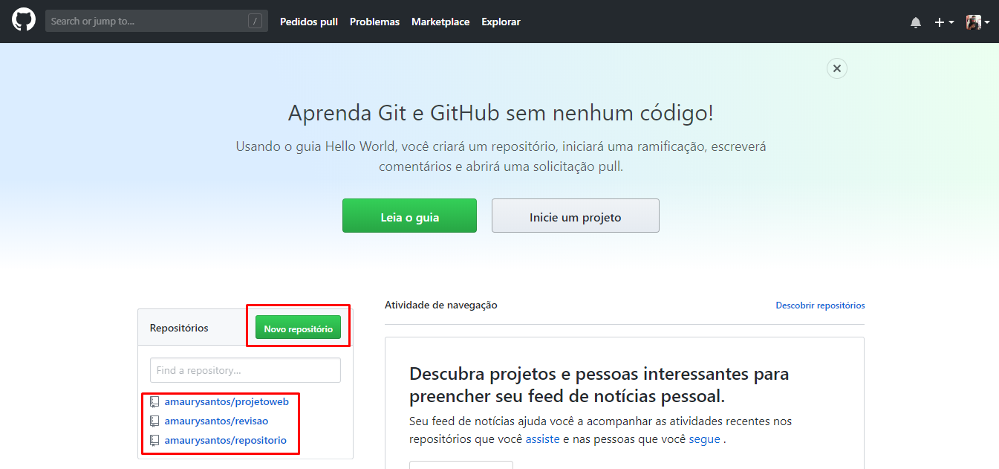 Search or jump to... /
Pedidos pull Problemas Marketplace Explorar
Aprenda Git e GitHub sem nenhum código!
Usando o guia Hello World, você criará um repositório, iniciará uma ramificação, escreverá
comentários e abrirá uma solicitação pull.
Leia o guia
Inicie um projeto
Repositórios
Novo repositório
Find a repository...
amaurysantos/projetoweb
amaurysantos/revisao
amaurysantos/repositorio
Atividade de navegação
Descobrir repositórios
Descubra projetos e pessoas interessantes para
preencher seu feed de notícias pessoal.
Seu feed de notícias ajuda você a acompanhar as atividades recentes nos
repositórios que você assiste e nas pessoas que você segue .